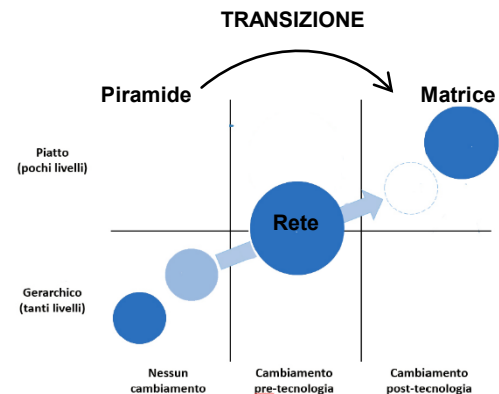 TRANSIZIONE
Piramide
Matrice
Piatto
(pochi livelli)
Rete
Gerarchico
(tanti livelli)
Nessun
cambiamento
Cambiamento
pre-tecnologia
Cambiamento
post-tecnologia